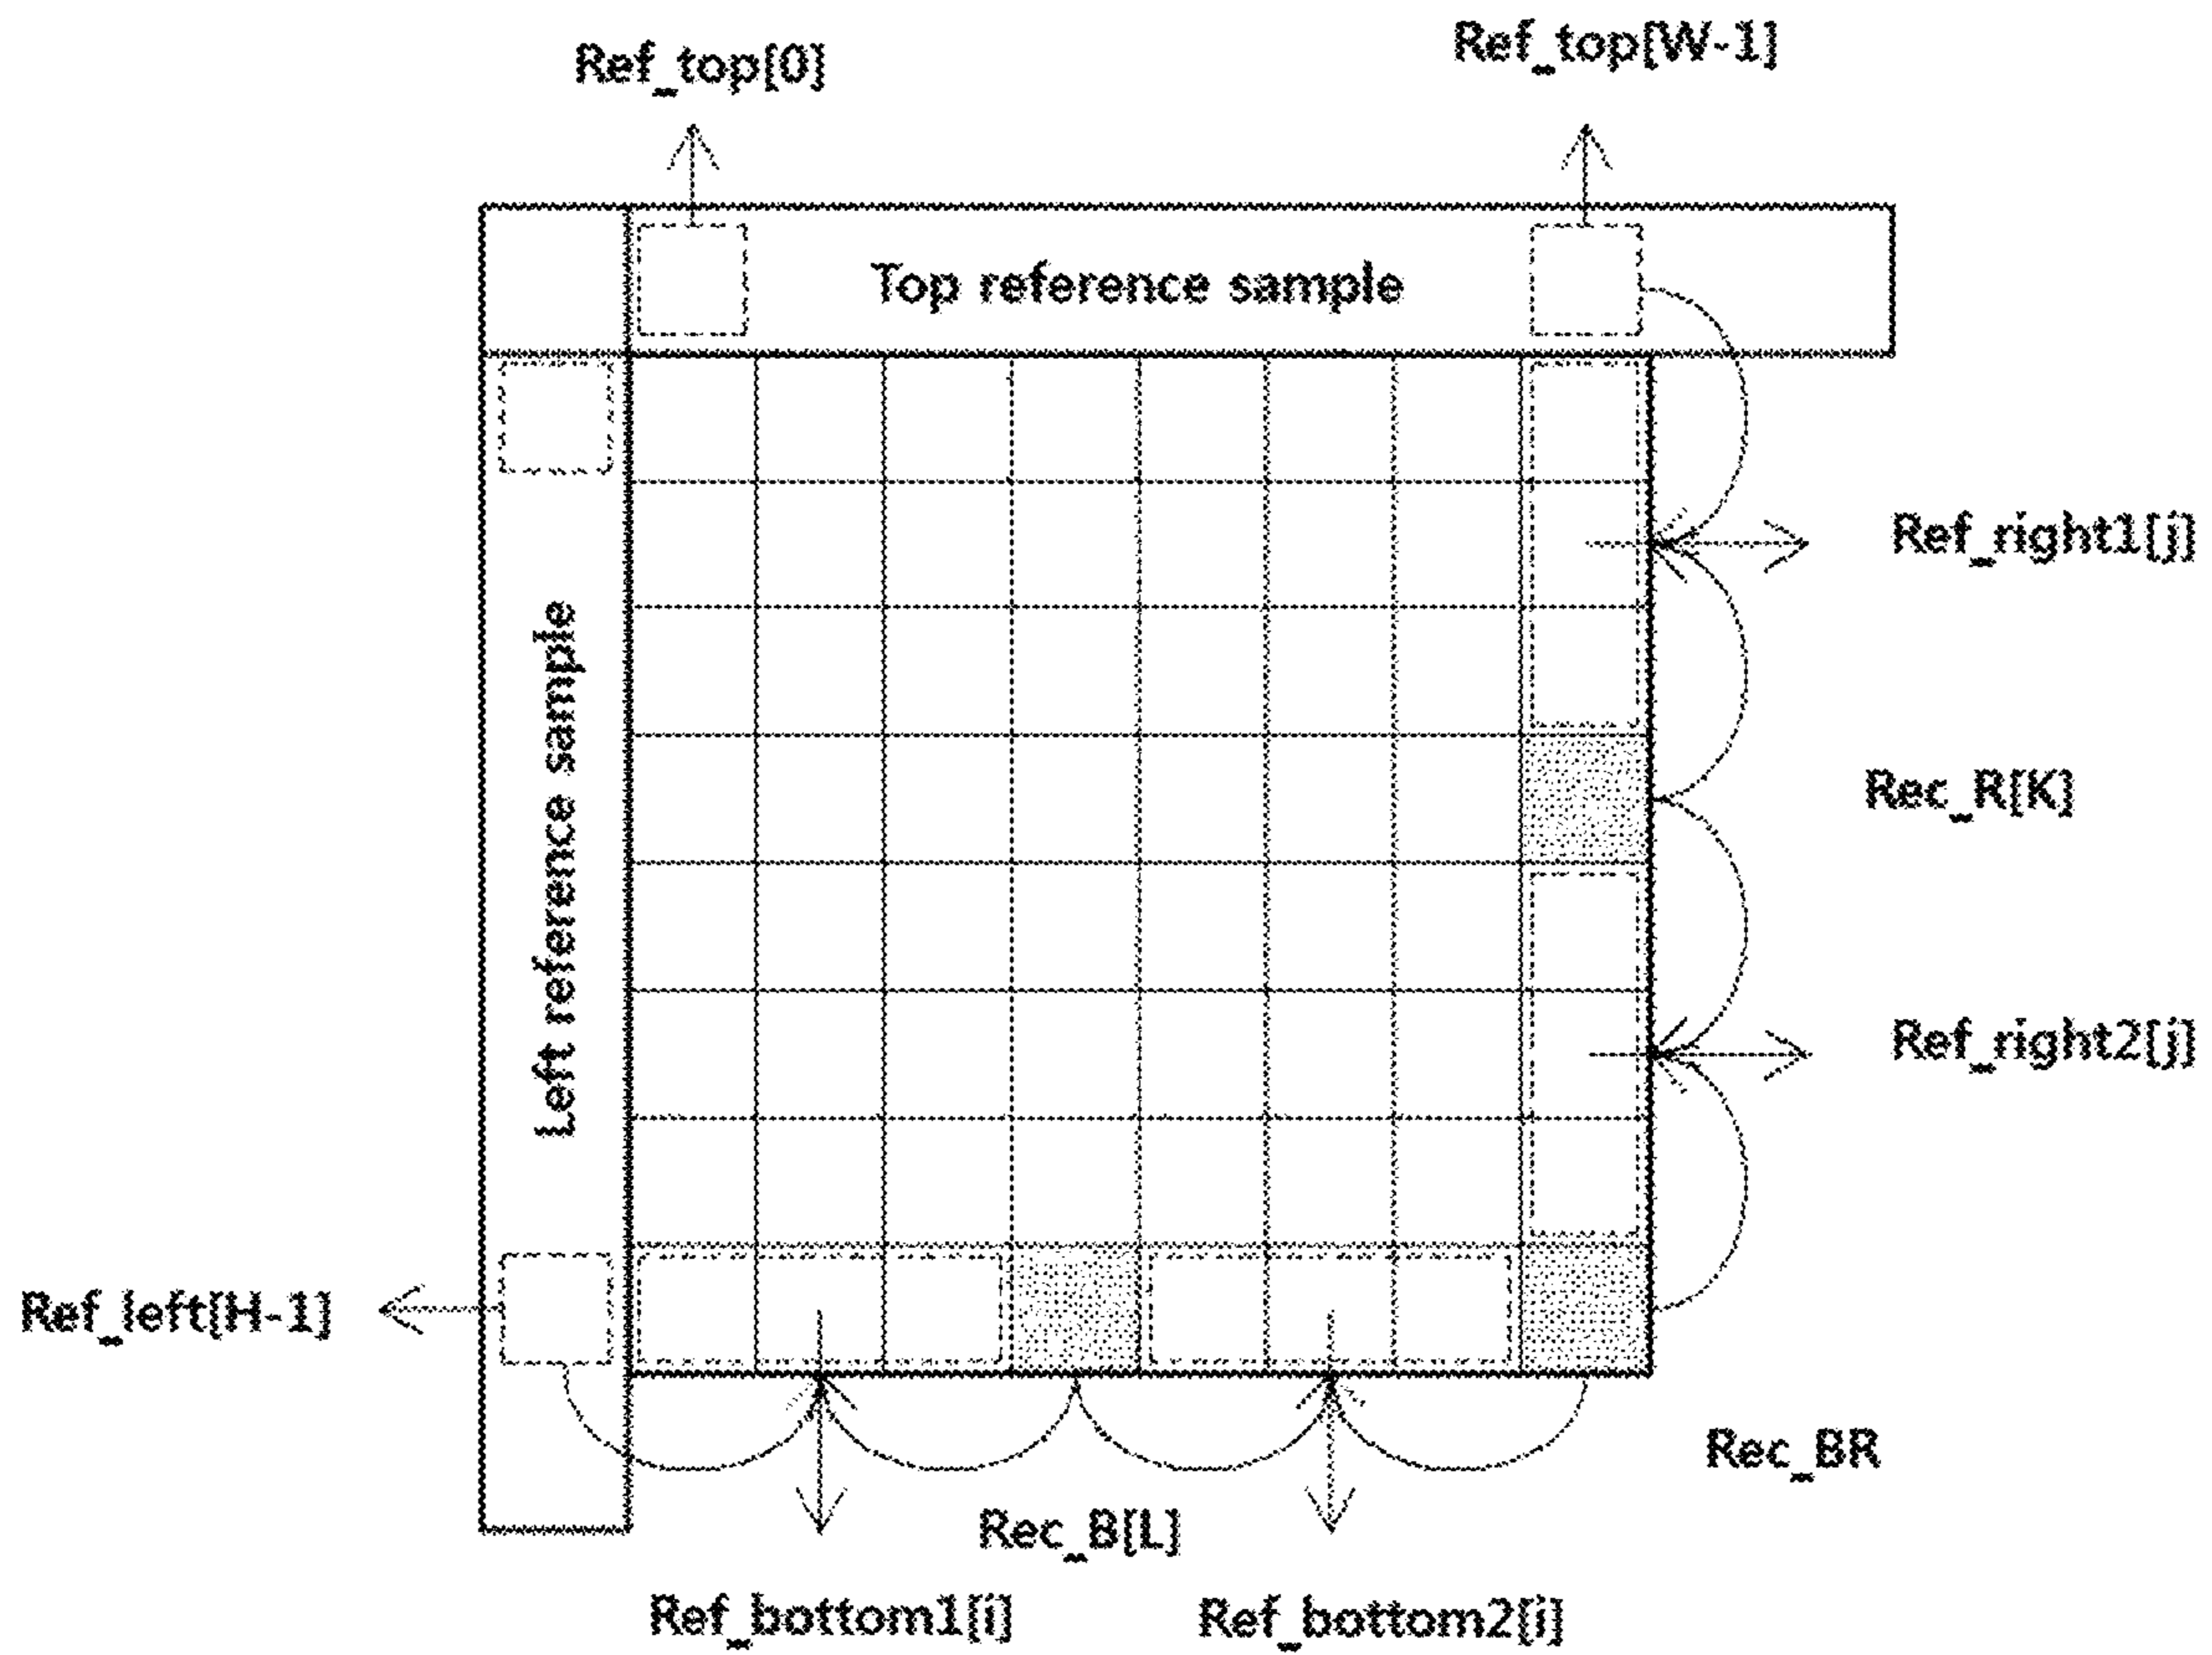 Ref_top[0]
Ref_top[W-1]
Top reference sample
Ref_right1[j]
Left reference sample
Rec_R[K]
Ref_right2[j]
Ref_left[H-1]
Rec_BR
Rec_B[L]
Ref_bottom1[i]
Ref_bottom2[i]